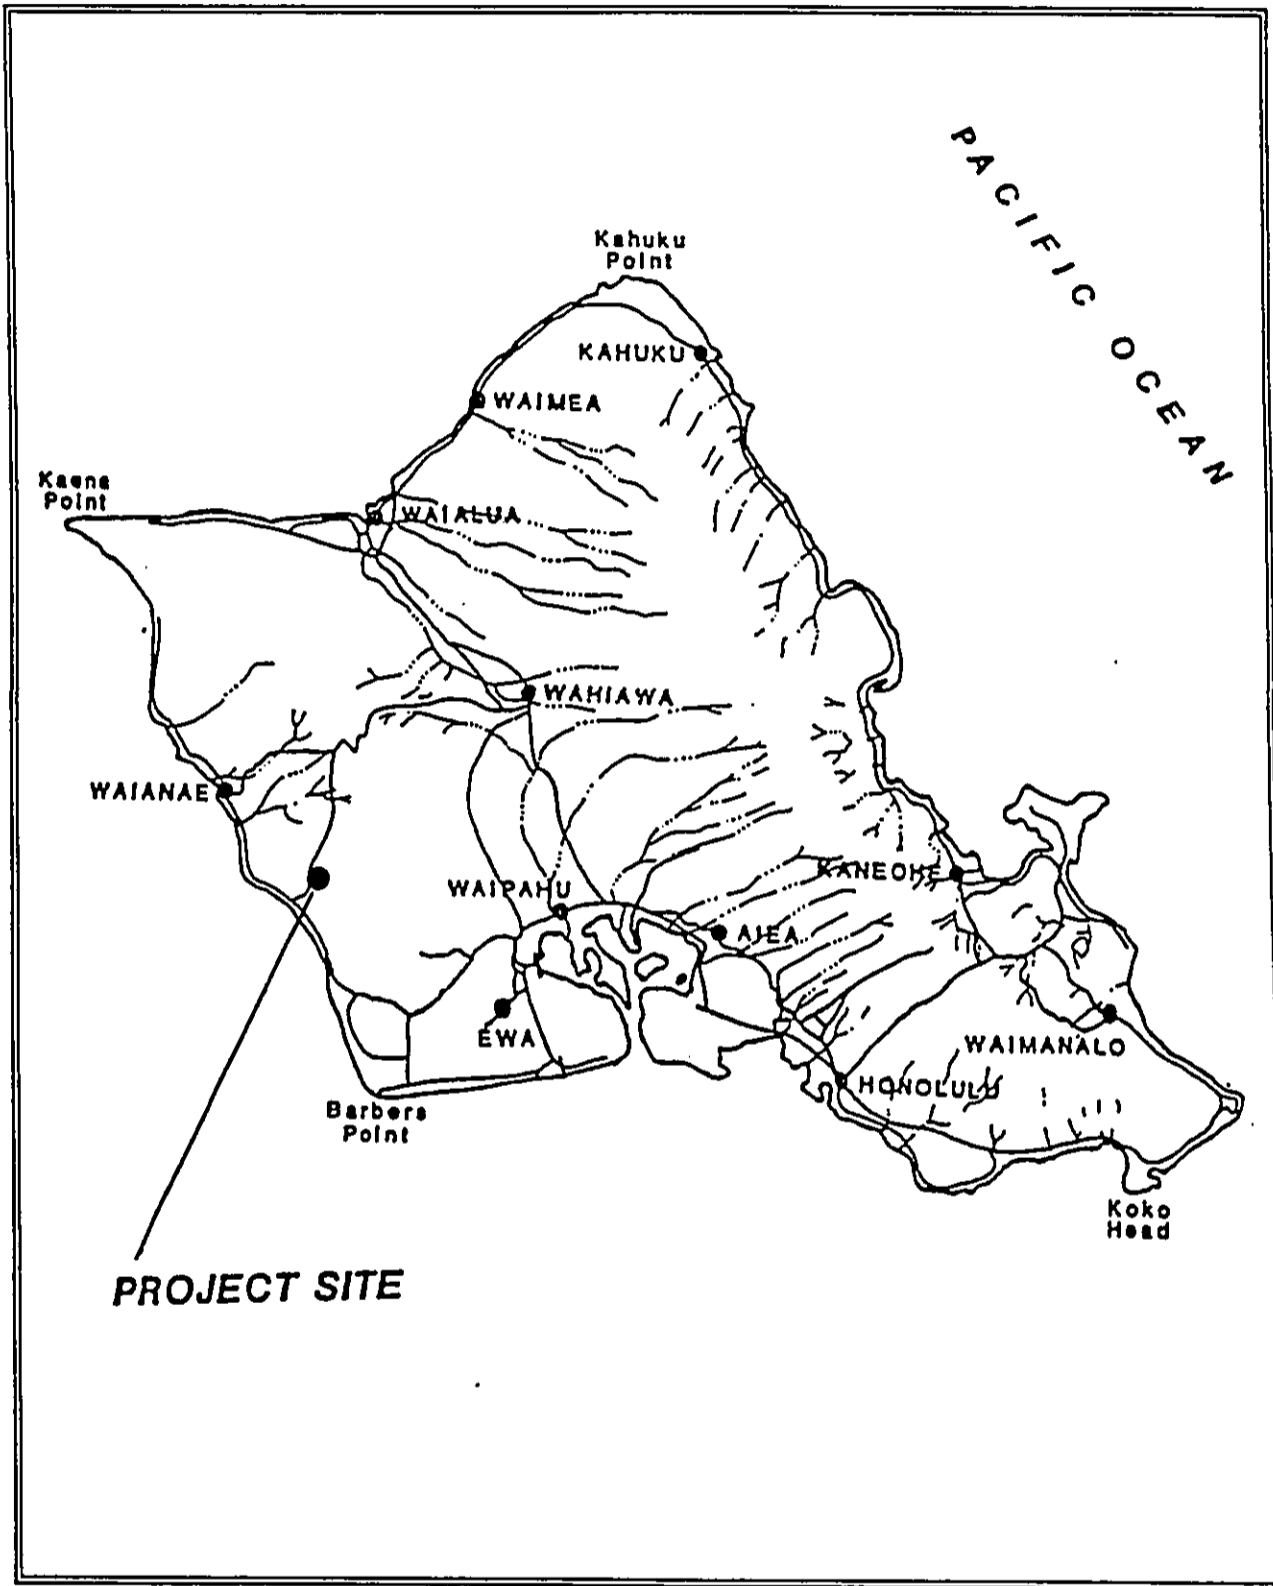 PACIFIC OCEAN
Kahuku
Point
KAHUKU
WAIMEA
Kaena
Point
WAIALUA
WAHIAWA
WAIANAE
KANEOHE
WAIPAHU
AIEA
EWA
WAIMANALO
HONOLULU
Barbers
Point
Koko
Head
PROJECT SITE